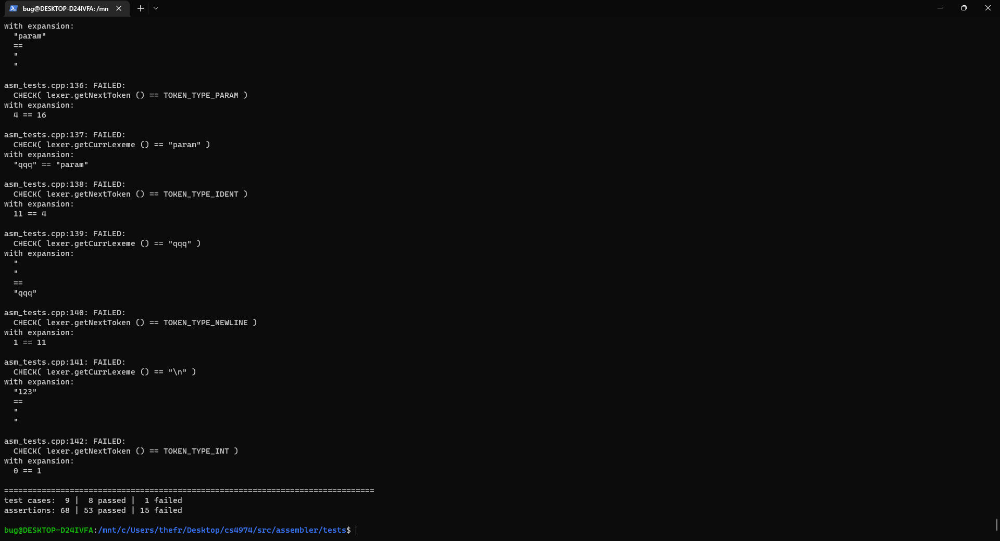 bug@DESKTOP-D24IVFA: /mn
with expansion:
  "param"
  ==
  "
  "
asm_tests.cpp:136: FAILED:
  CHECK( lexer.getNextToken () == TOKEN_TYPE_PARAM )
with expansion:
  4 == 16
asm_tests.cpp:137: FAILED:
  CHECK( lexer.getCurrLexeme () == "param" )
with expansion:
  "qqq" == "param"
asm_tests.cpp:138: FAILED:
  CHECK( lexer.getNextToken () == TOKEN_TYPE_IDENT )
with expansion:
  11 == 4
asm_tests.cpp:139: FAILED:
  CHECK( lexer.getCurrLexeme () == "qqq" )
with expansion:
  "
  "
  ==
  "qqq"
asm_tests.cpp:140: FAILED:
  CHECK( lexer.getNextToken () == TOKEN_TYPE_NEWLINE )
with expansion:
  1 == 11
asm_tests.cpp:141: FAILED:
  CHECK( lexer.getCurrLexeme () == "\n" )
with expansion:
  "123"
  ==
  "
  "
asm_tests.cpp:142: FAILED:
  CHECK( lexer.getNextToken () == TOKEN_TYPE_INT )
with expansion:
  0 == 1
===============================================================================
test cases:  9 |  8 passed |  1 failed
assertions: 68 | 53 passed | 15 failed
bug@DESKTOP-D24IVFA:/mnt/c/Users/thefr/Desktop/cs4974/src/assembler/tests$